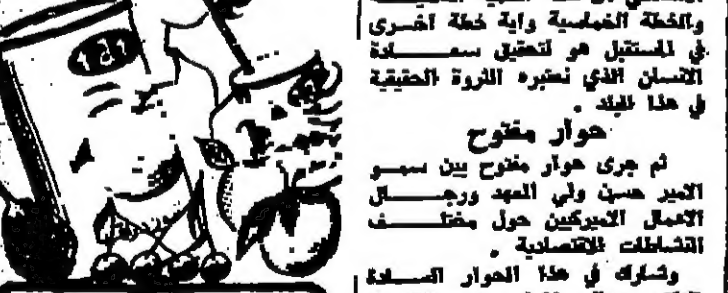 والخطة الخماسية واية خطة اخرى
في المستقبل هو لتحقيق سعادة
الانسان الذي نعتبره الثروة الحقيقية
في هذا البلد .
حوار مفتوح
ثم جرى حوار مفتوح بين سمو
الامير حسن ولي العهد ورجال
الاعمال الاميركيين حول مختلف
النشاطات الاقتصادية .
وشارك في هذا الحوار السادة